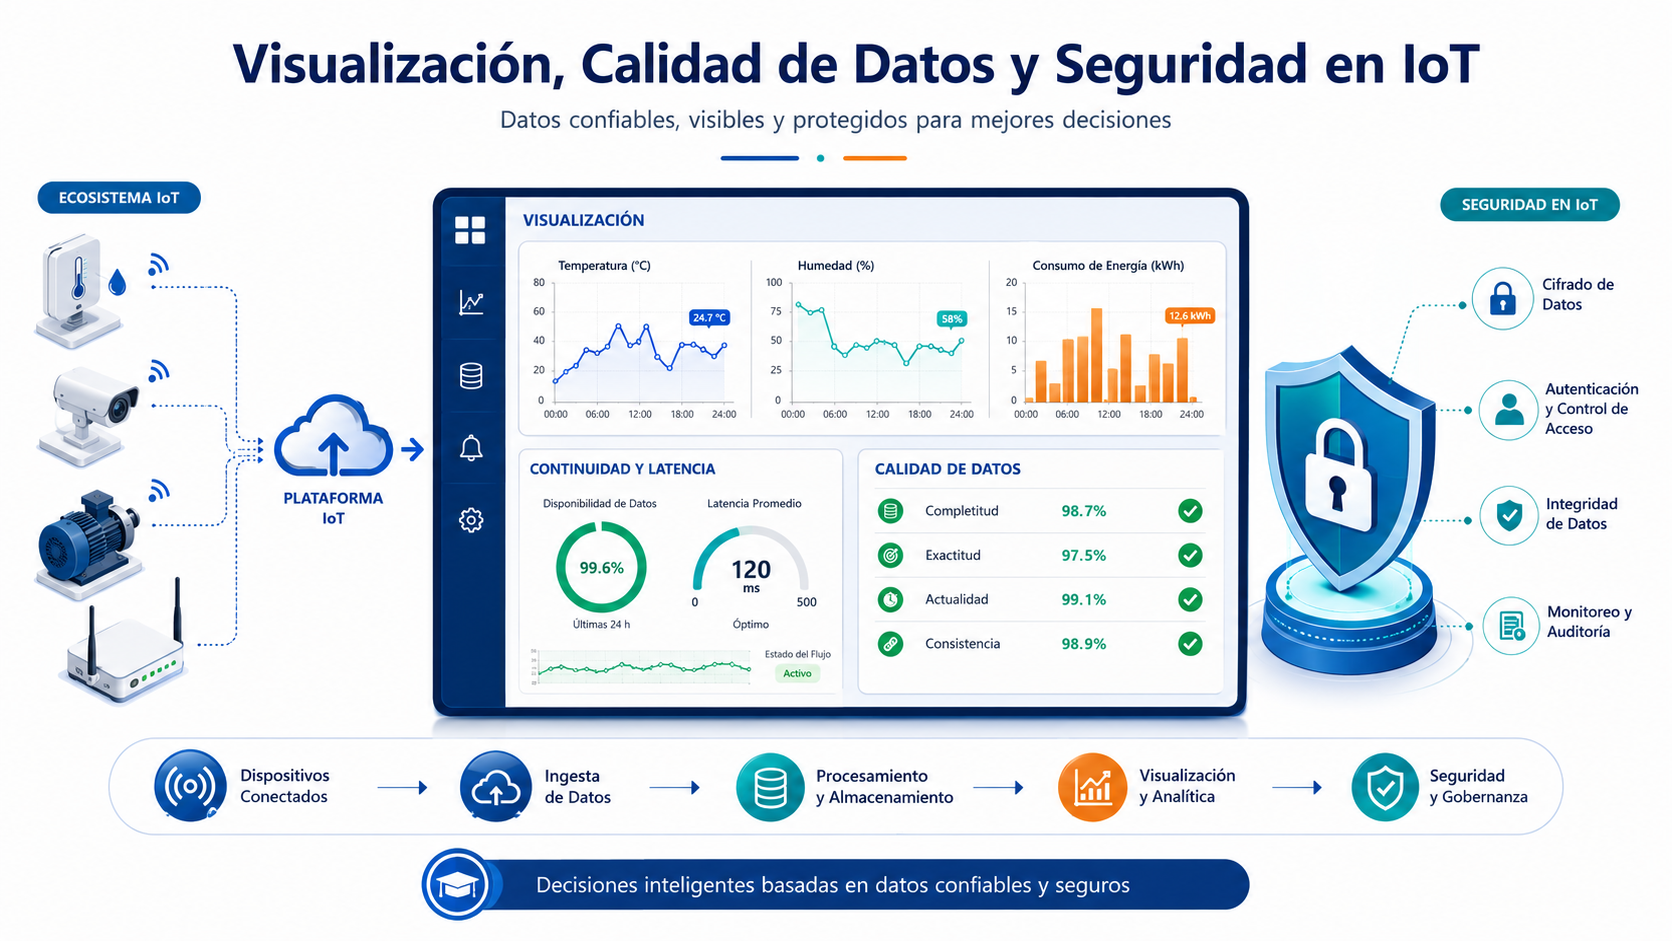 Visualización, Calidad de Datos y Seguridad en IoT
Datos confiables, visibles y protegidos para mejores decisiones
ECOSISTEMA IoT
PLATAFORMA
IoT
VISUALIZACIÓN
Temperatura (°C)
80
60
40
20
0
24.7 °C
00:00 06:00 12:00 18:00 24:00
Humedad (%)
100
75
50
25
0
58%
00:00 06:00 12:00 18:00 24:00
Consumo de Energía (kWh)
20
15
10
5
0
12.6 kWh
00:00 06:00 12:00 18:00 24:00
CONTINUIDAD Y LATENCIA
Disponibilidad de Datos
99.6%
Últimas 24 h
Latencia Promedio
120
ms
0 500
Óptimo
Estado del Flujo
Activo
CALIDAD DE DATOS
Completitud 98.7%
Exactitud 97.5%
Actualidad 99.1%
Consistencia 98.9%
SEGURIDAD EN IoT
Cifrado de
Datos
Autenticación
y Control de
Acceso
Integridad
de Datos
Monitoreo y
Auditoría
Dispositivos
Conectados
Ingesta
de Datos
Procesamiento
y Almacenamiento
Visualización
y Analítica
Seguridad
y Gobernanza
Decisiones inteligentes basadas en datos confiables y seguros